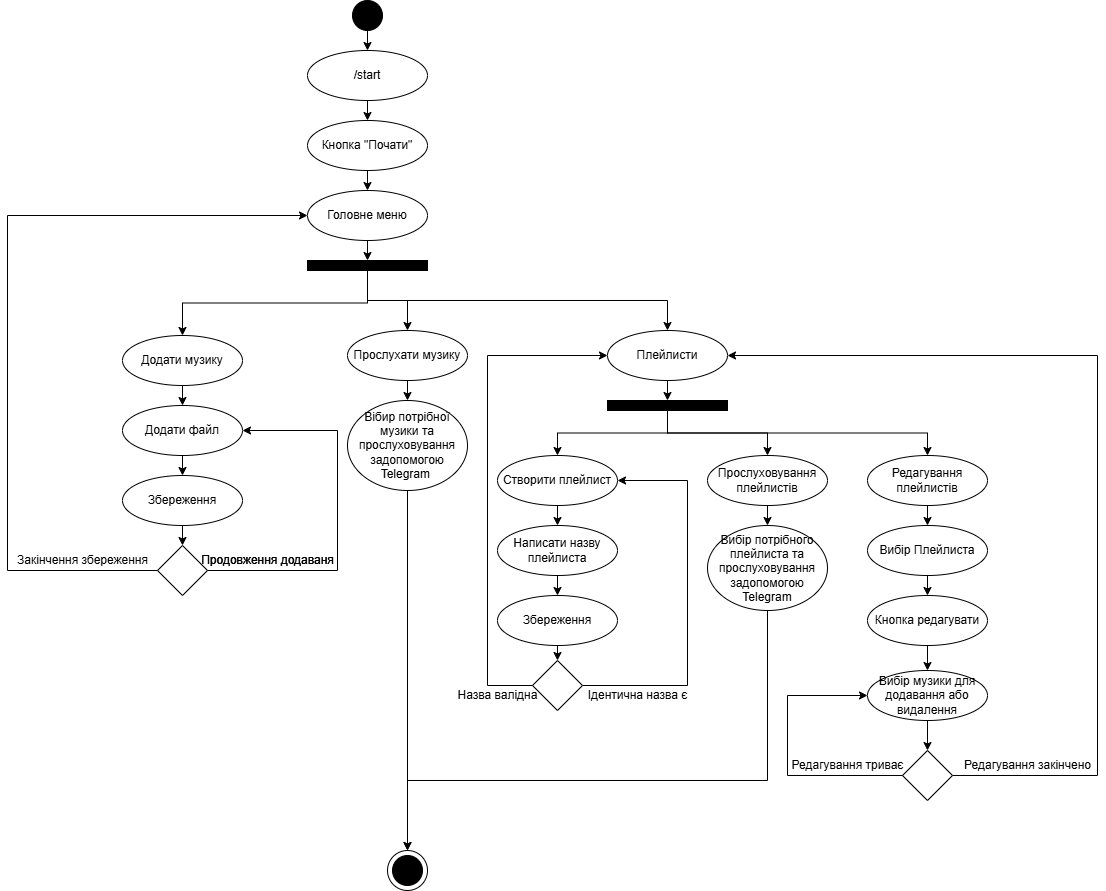 /start
Кнопка "Почати"
Головне меню
Додати музику
Додати файл
Збереження
Закінчення збереження
Продовження додаваня
Прослухати музику
Вібир потрібної
музики та
прослуховування
задопомогою
Telegram
Плейлисти
Створити плейлист
Написати назву
плейлиста
Збереження
Назва валідна
Ідентична назва є
Прослуховування
плейлистів
Вибір потрібного
плейлиста та
прослуховування
задопомогою
Telegram
Редагування
плейлистів
Вибір Плейлиста
Кнопка редагувати
Вибір музики для
додавання або
видалення
Редагування триває
Редагування закінчено